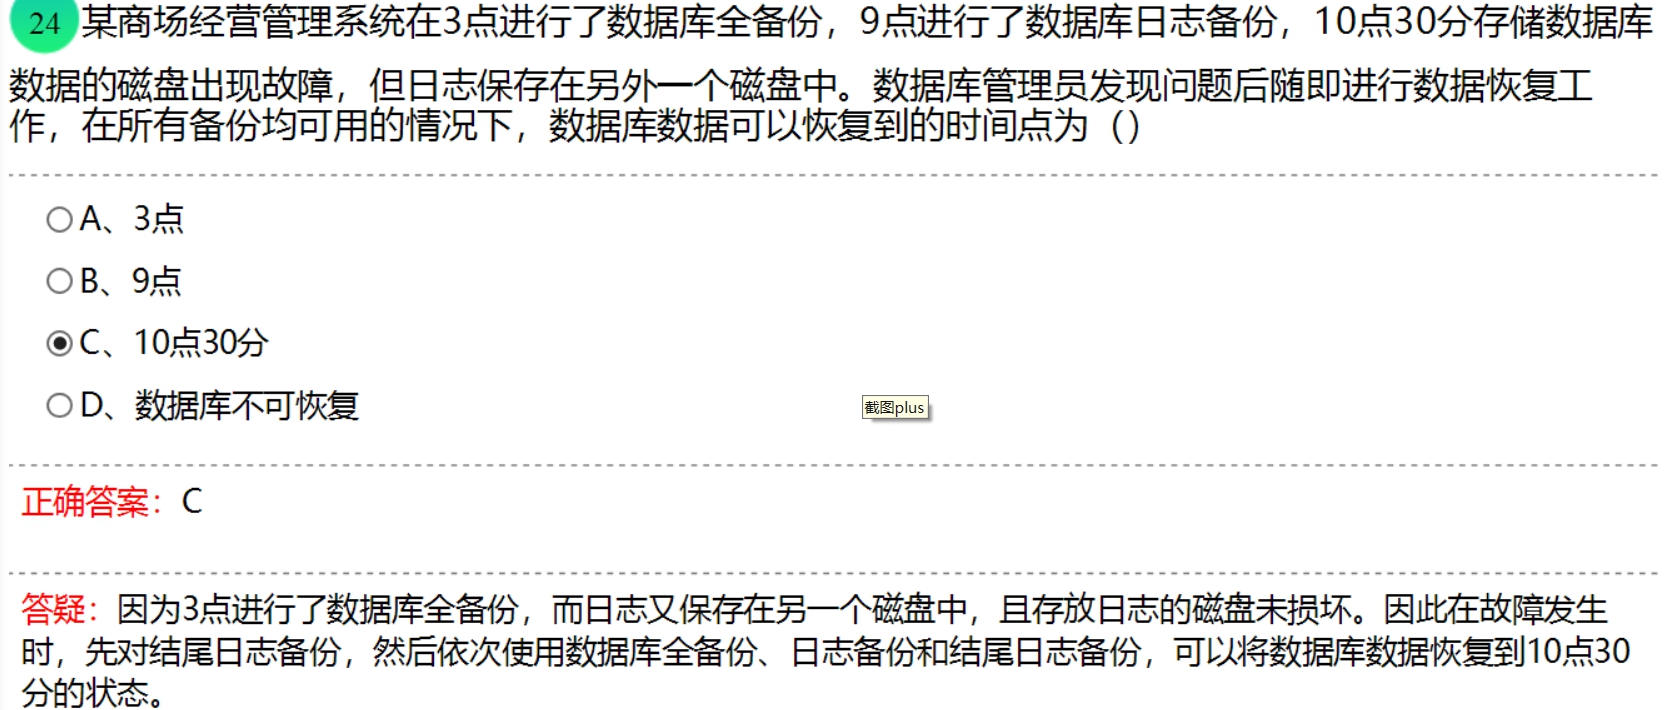 24 某商场经营管理系统在3点进行了数据库全备份，9点进行了数据库日志备份，10点30分存储数据库
数据的磁盘出现故障，但日志保存在另外一个磁盘中。数据库管理员发现问题后随即进行数据恢复工
作，在所有备份均可用的情况下，数据库数据可以恢复到的时间点为（）
A、3点
B、9点
C、10点30分
D、数据库不可恢复
截图plus
正确答案：C
答疑：因为3点进行了数据库全备份，而日志又保存在另一个磁盘中，且存放日志的磁盘未损坏。因此在故障发生
时，先对结尾日志备份，然后依次使用数据库全备份、日志备份和结尾日志备份，可以将数据库数据恢复到10点30
分的状态。